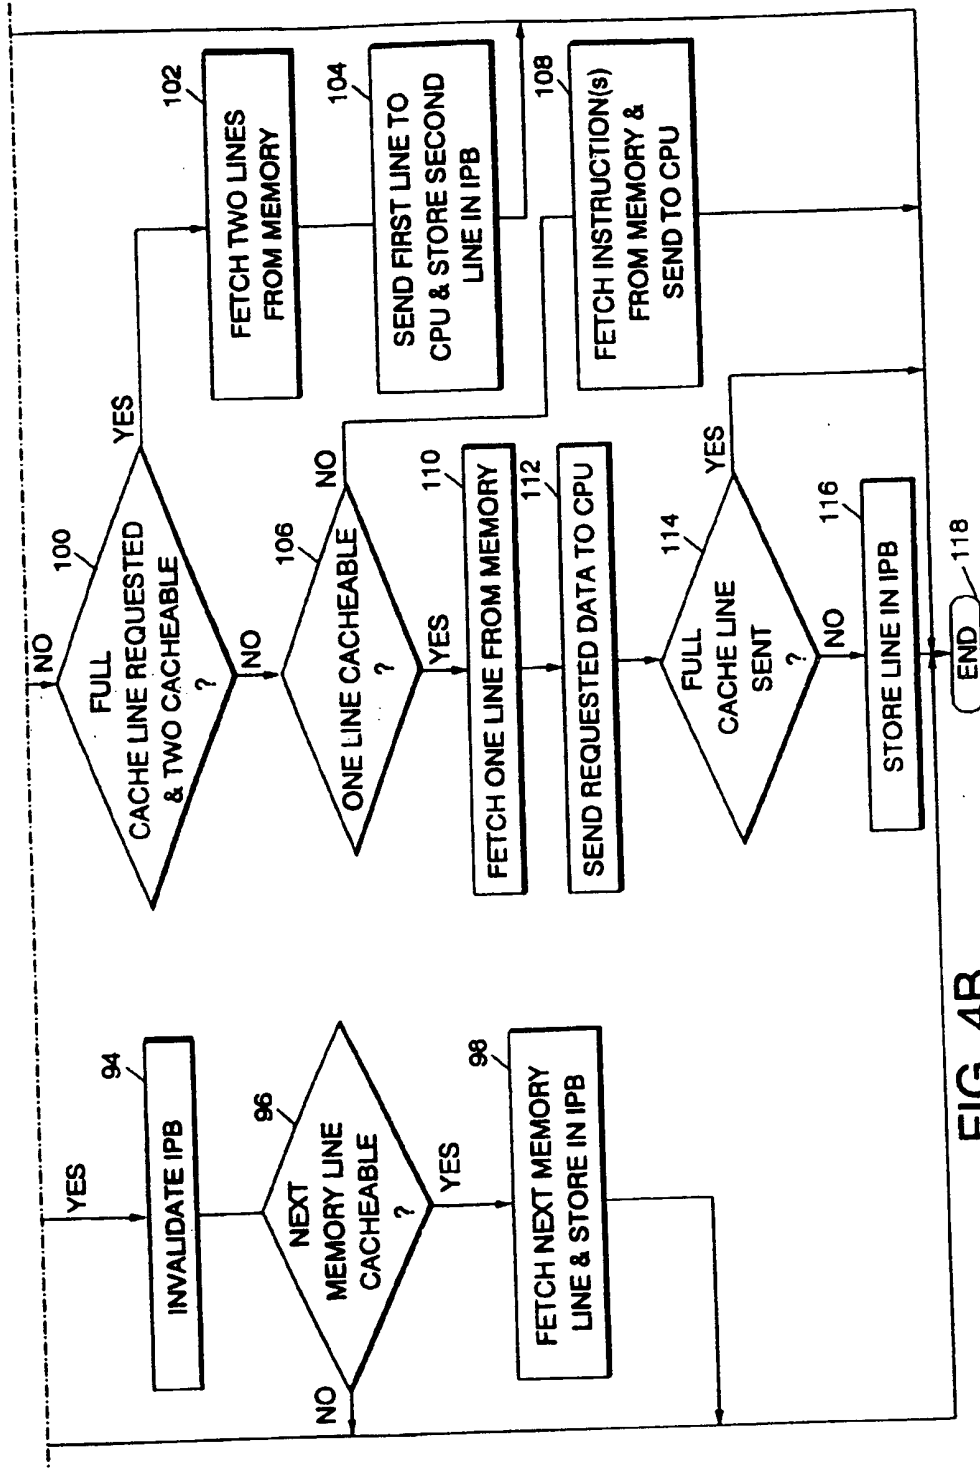 YES
94
INVALIDATE IPB
96
NEXT
MEMORY LINE
CACHEABLE
?
NO
YES
98
FETCH NEXT MEMORY
LINE & STORE IN IPB
NO
100
FULL
CACHE LINE REQUESTED
& TWO CACHEABLE
?
YES
NO
102
FETCH TWO LINES
FROM MEMORY
104
SEND FIRST LINE TO
CPU & STORE SECOND
LINE IN IPB
106
ONE LINE CACHEABLE
?
NO
YES
108
FETCH INSTRUCTION(s)
FROM MEMORY &
SEND TO CPU
110
FETCH ONE LINE FROM MEMORY
112
SEND REQUESTED DATA TO CPU
114
FULL
CACHE LINE
SENT
?
YES
NO
116
STORE LINE IN IPB
118
END
FIG. 4B